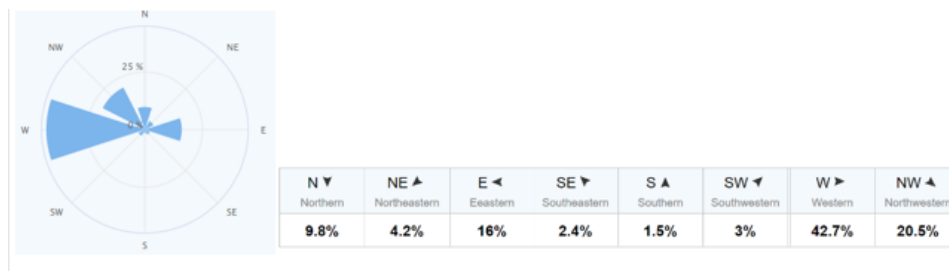 N
NW NE
25 %
W 0 % E
SW SE
S
N NE E SE S SW W NW
Northern Northeastern Eeastern Southeastern Southern Southwestern Western Northwestern
9.8% 4.2% 16% 2.4% 1.5% 3% 42.7% 20.5%